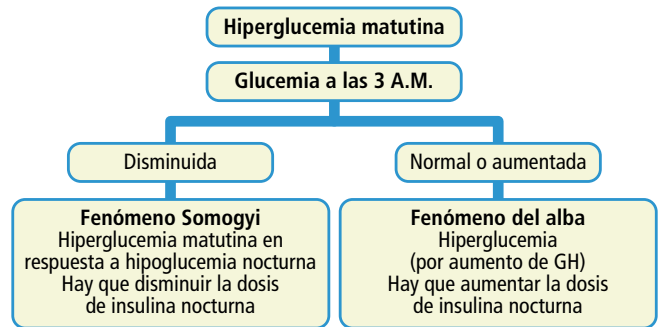 Hiperglucemia matutina
Glucemia a las 3 A.M.
Disminuida
Normal o aumentada
Fenómeno Somogyi
Hiperglucemia matutina en
respuesta a hipoglucemia nocturna
Hay que disminuir la dosis
de insulina nocturna
Fenómeno del alba
Hiperglucemia
(por aumento de GH)
Hay que aumentar la dosis
de insulina nocturna